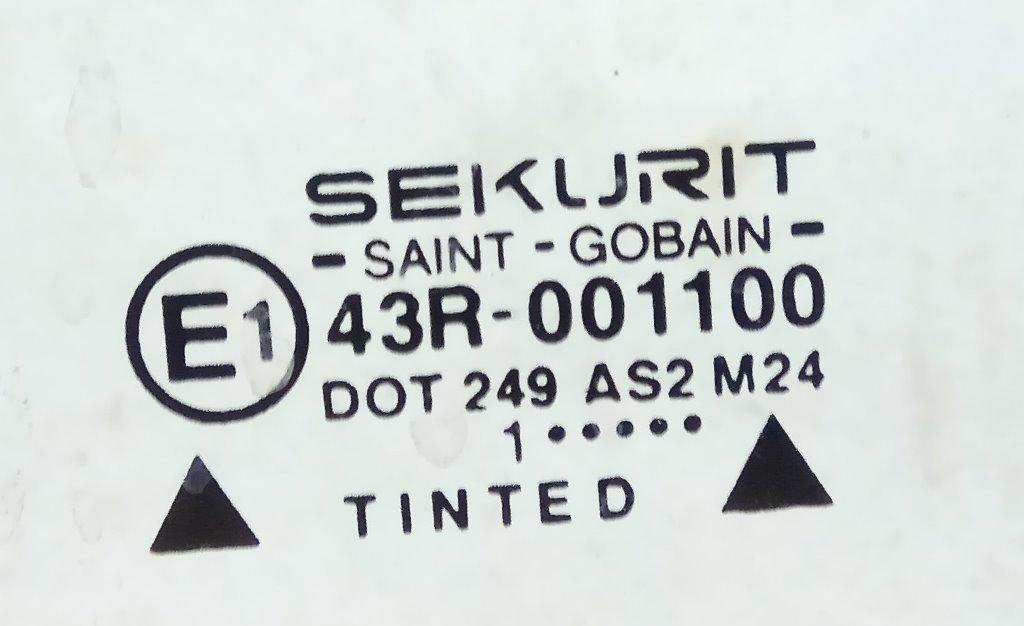 SEKURIT
- SAINT - GOBAIN -
E1 43R-001100
DOT 249 AS2 M24
1•••••
TINTED